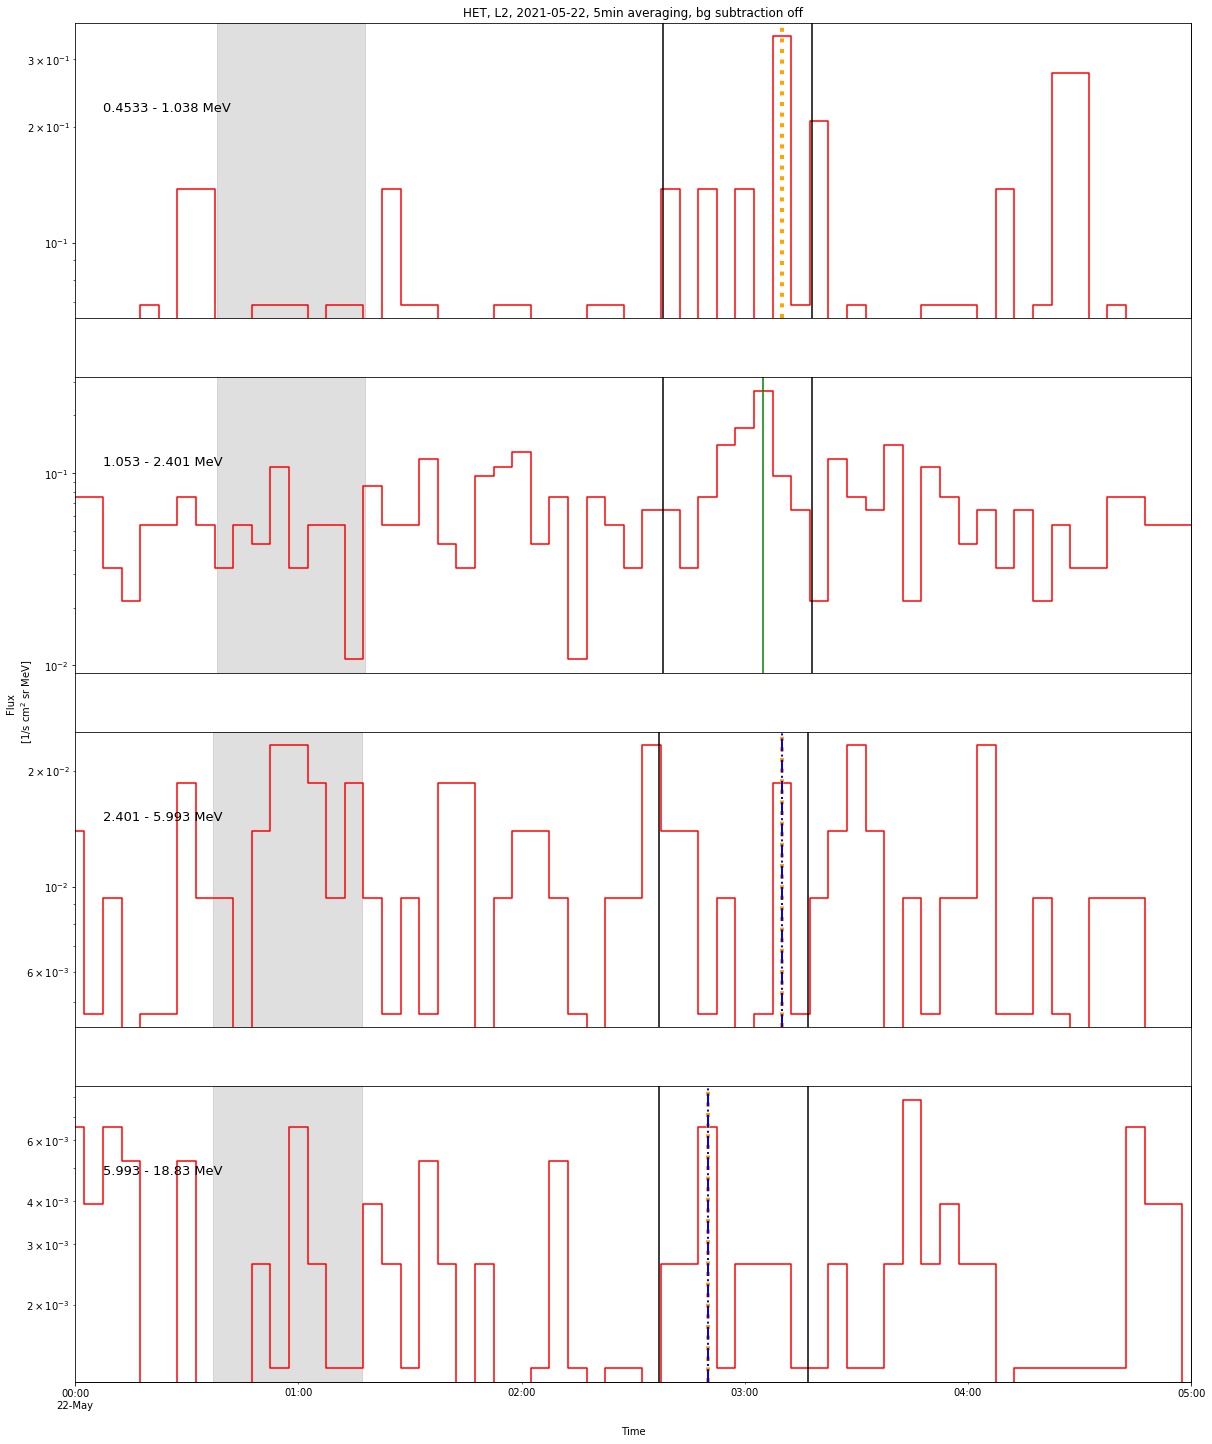 HET, L2, 2021-05-22, 5min averaging, bg subtraction off
3 × 10⁻¹
0.4533 - 1.038 MeV
2 × 10⁻¹
10⁻¹
1.053 - 2.401 MeV
10⁻¹
10⁻²
Flux
[1/s cm² sr MeV]
2 × 10⁻²
2.401 - 5.993 MeV
10⁻²
6 × 10⁻³
6 × 10⁻³
5.993 - 18.83 MeV
4 × 10⁻³
3 × 10⁻³
2 × 10⁻³
00:00 01:00 02:00 03:00 04:00 05:00
22-May
Time